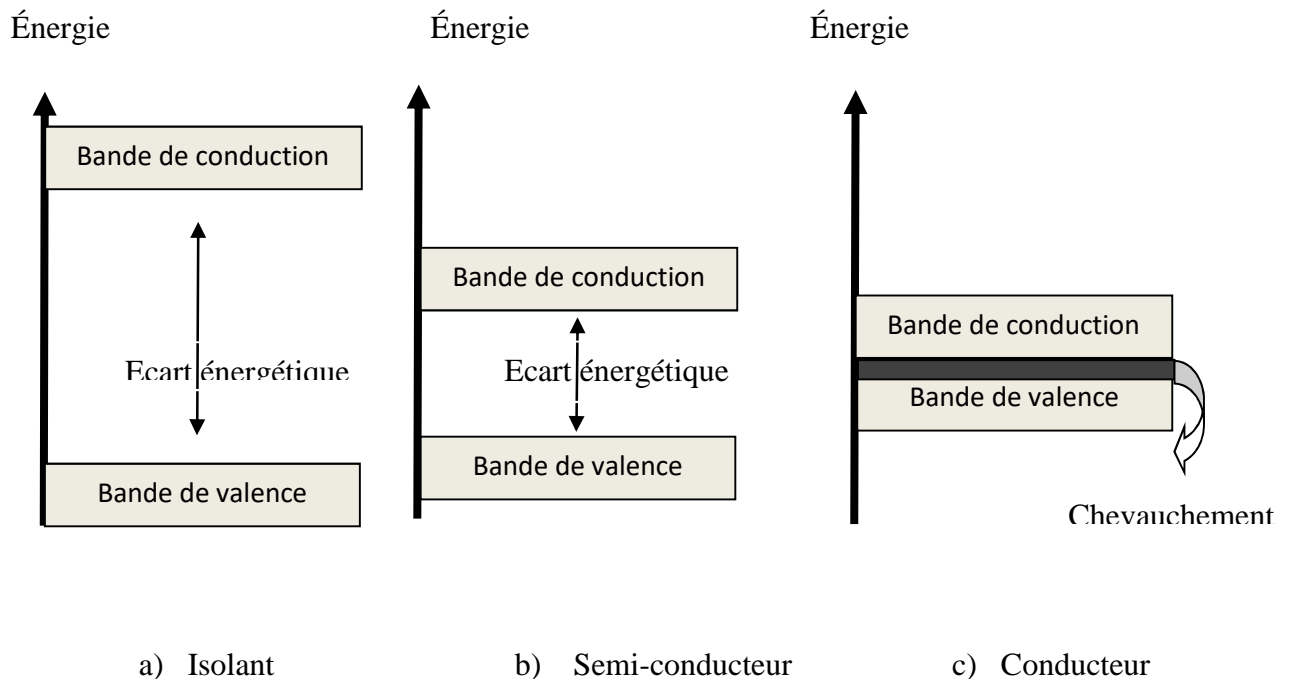 Énergie
Énergie
Énergie
Bande de conduction
Ecart énergétique
Bande de valence
Bande de conduction
Ecart énergétique
Bande de valence
Bande de conduction
Bande de valence
Chevauchement
a) Isolant
b) Semi-conducteur
c) Conducteur